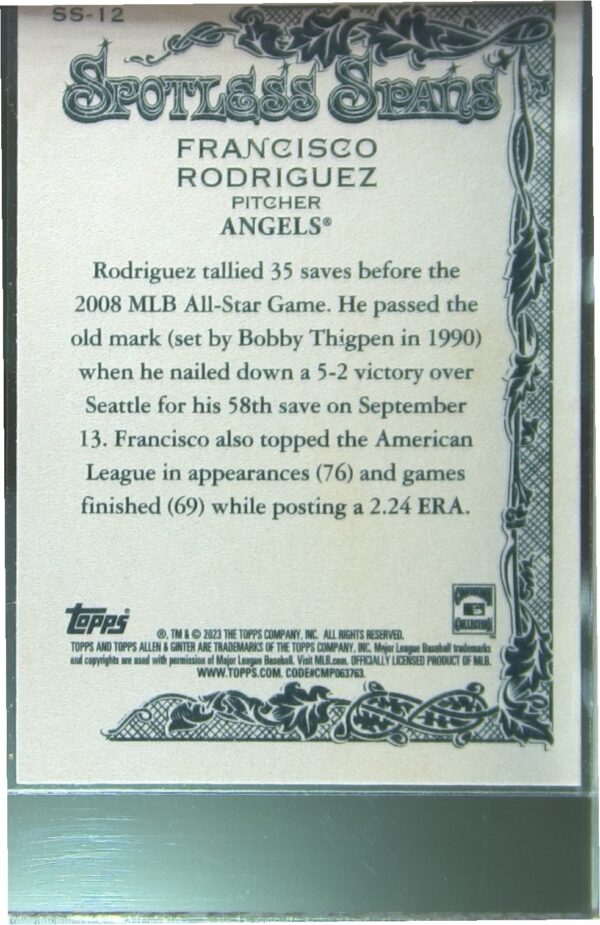 SS-12
SPOTLESS SPANS
FRANCISCO
RODRIGUEZ
PITCHER
ANGELS®
Rodriguez tallied 35 saves before the
2008 MLB All-Star Game. He passed the
old mark (set by Bobby Thigpen in 1990)
when he nailed down a 5-2 victory over
Seattle for his 58th save on September
13. Francisco also topped the American
League in appearances (76) and games
finished (69) while posting a 2.24 ERA.
topps
®, TM & © 2023 THE TOPPS COMPANY, INC. ALL RIGHTS RESERVED.
TOPPS AND TOPPS ALLEN & GINTER ARE TRADEMARKS OF THE TOPPS COMPANY, INC. Major League Baseball trademarks
and copyrights are used with permission of Major League Baseball. Visit MLB.com. OFFICIALLY LICENSED PRODUCT OF MLB.
WWW.TOPPS.COM. CODE#CMP063763